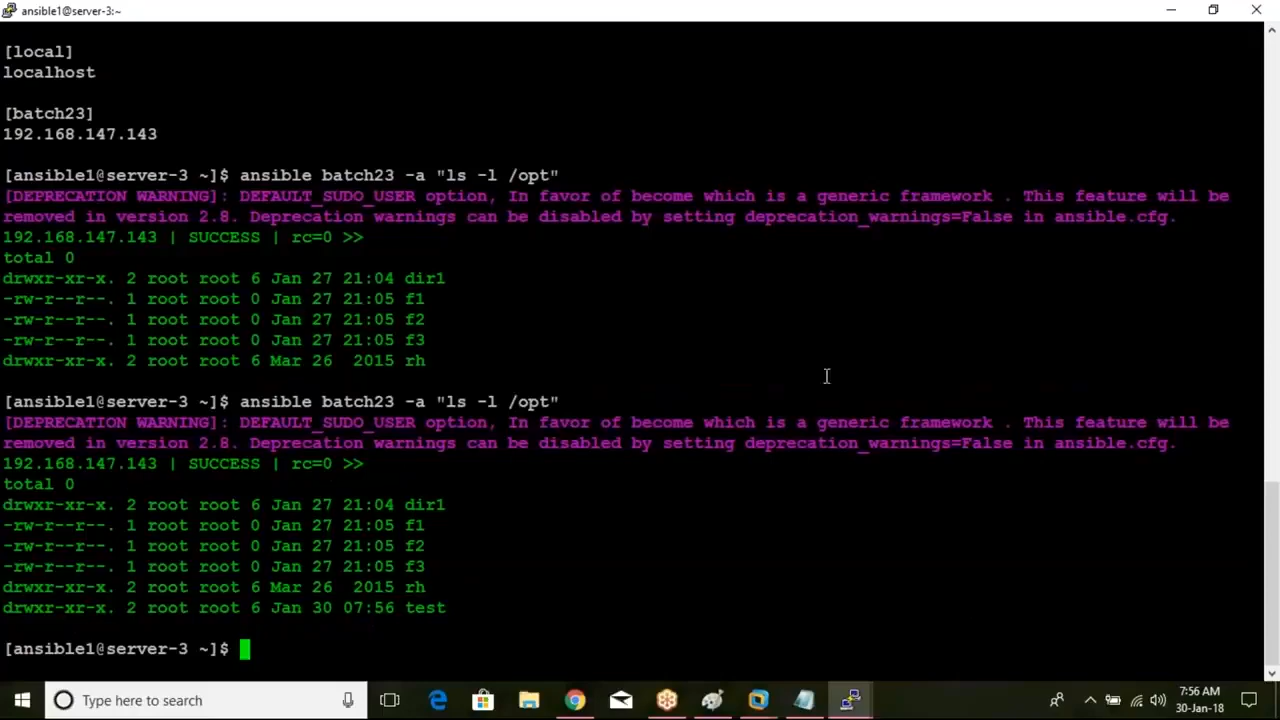 ansible1@server-3:~
[local]
localhost
[batch23]
192.168.147.143
[ansible1@server-3 ~]$ ansible batch23 -a "ls -l /opt"
[DEPRECATION WARNING]: DEFAULT_SUDO_USER option, In favor of become which is a generic framework . This feature will be
removed in version 2.8. Deprecation warnings can be disabled by setting deprecation_warnings=False in ansible.cfg.
192.168.147.143 | SUCCESS | rc=0 >>
total 0
drwxr-xr-x. 2 root root 6 Jan 27 21:04 dir1
-rw-r--r--. 1 root root 0 Jan 27 21:05 f1
-rw-r--r--. 1 root root 0 Jan 27 21:05 f2
-rw-r--r--. 1 root root 0 Jan 27 21:05 f3
drwxr-xr-x. 2 root root 6 Mar 26  2015 rh
[ansible1@server-3 ~]$ ansible batch23 -a "ls -l /opt"
[DEPRECATION WARNING]: DEFAULT_SUDO_USER option, In favor of become which is a generic framework . This feature will be
removed in version 2.8. Deprecation warnings can be disabled by setting deprecation_warnings=False in ansible.cfg.
192.168.147.143 | SUCCESS | rc=0 >>
total 0
drwxr-xr-x. 2 root root 6 Jan 27 21:04 dir1
-rw-r--r--. 1 root root 0 Jan 27 21:05 f1
-rw-r--r--. 1 root root 0 Jan 27 21:05 f2
-rw-r--r--. 1 root root 0 Jan 27 21:05 f3
drwxr-xr-x. 2 root root 6 Mar 26  2015 rh
drwxr-xr-x. 2 root root 6 Jan 30 07:56 test
[ansible1@server-3 ~]$
Type here to search
7:56 AM
30-Jan-18